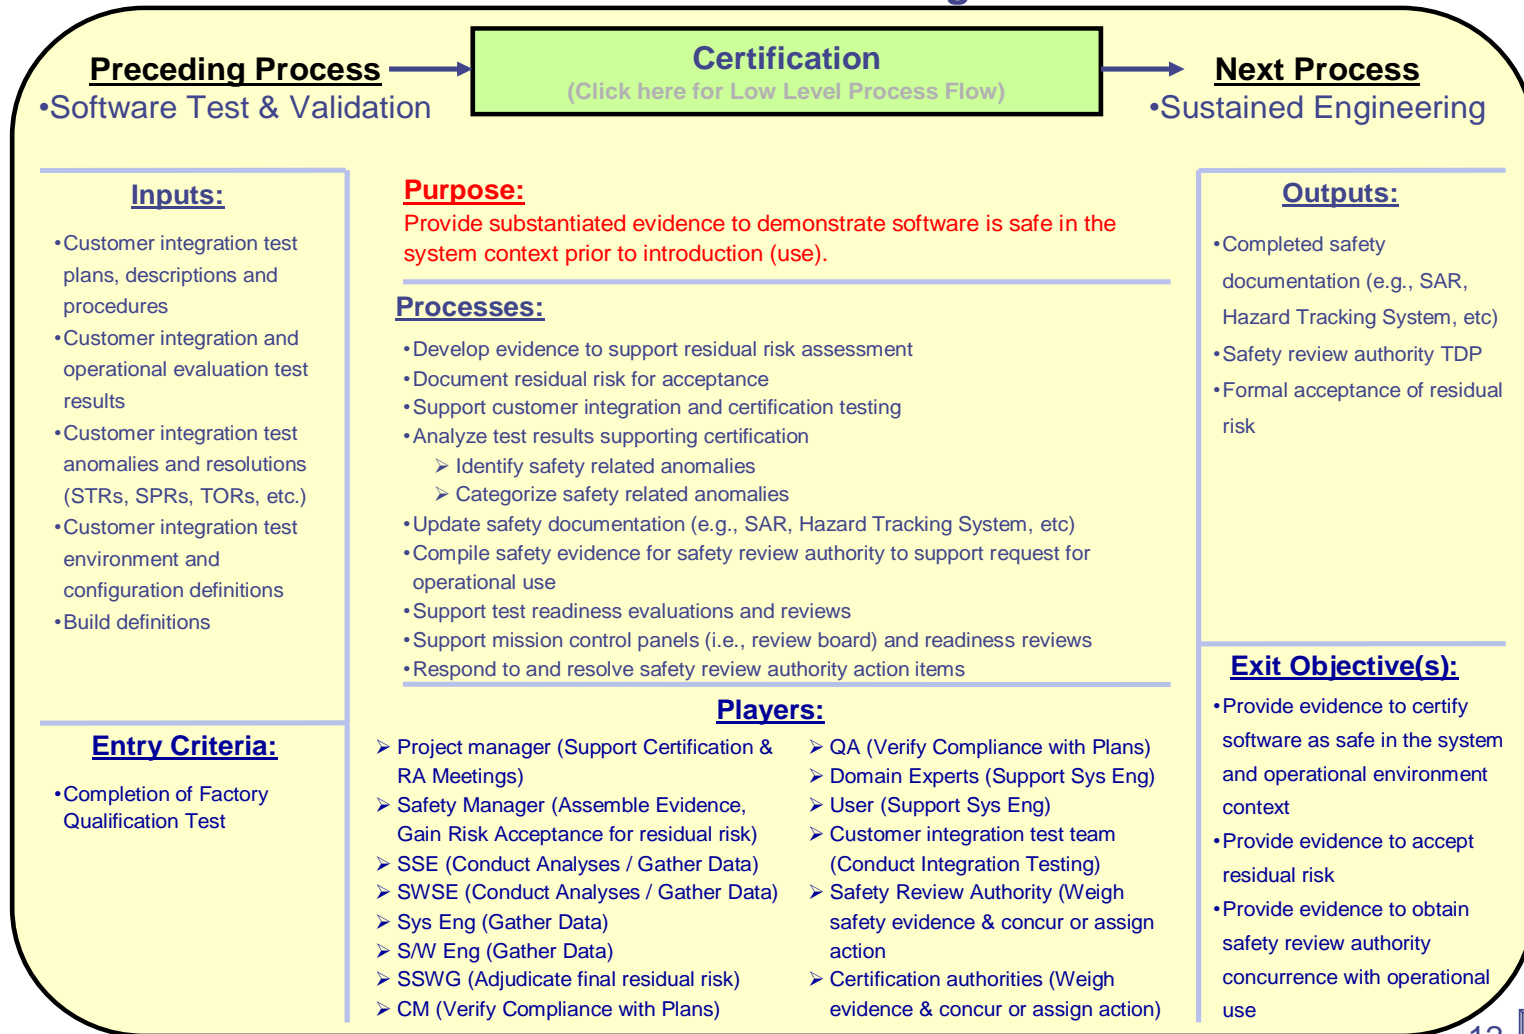 Preceding Process
•Software Test & Validation
Certification
(Click here for Low Level Process Flow)
Next Process
•Sustained Engineering
Inputs:
•Customer integration test
plans, descriptions and
procedures
•Customer integration and
operational evaluation test
results
•Customer integration test
anomalies and resolutions
(STRs, SPRs, TORs, etc.)
•Customer integration test
environment and
configuration definitions
•Build definitions
Entry Criteria:
•Completion of Factory
Qualification Test
Purpose:
Provide substantiated evidence to demonstrate software is safe in the
system context prior to introduction (use).
Processes:
•Develop evidence to support residual risk assessment
•Document residual risk for acceptance
•Support customer integration and certification testing
•Analyze test results supporting certification
➢ Identify safety related anomalies
➢ Categorize safety related anomalies
•Update safety documentation (e.g., SAR, Hazard Tracking System, etc)
•Compile safety evidence for safety review authority to support request for
operational use
•Support test readiness evaluations and reviews
•Support mission control panels (i.e., review board) and readiness reviews
•Respond to and resolve safety review authority action items
Players:
➢ Project manager (Support Certification &
RA Meetings)
➢ Safety Manager (Assemble Evidence,
Gain Risk Acceptance for residual risk)
➢ SSE (Conduct Analyses / Gather Data)
➢ SWSE (Conduct Analyses / Gather Data)
➢ Sys Eng (Gather Data)
➢ S/W Eng (Gather Data)
➢ SSWG (Adjudicate final residual risk)
➢ CM (Verify Compliance with Plans)
➢ QA (Verify Compliance with Plans)
➢ Domain Experts (Support Sys Eng)
➢ User (Support Sys Eng)
➢ Customer integration test team
(Conduct Integration Testing)
➢ Safety Review Authority (Weigh
safety evidence & concur or assign
action
➢ Certification authorities (Weigh
evidence & concur or assign action)
Outputs:
•Completed safety
documentation (e.g., SAR,
Hazard Tracking System, etc)
•Safety review authority TDP
•Formal acceptance of residual
risk
Exit Objective(s):
•Provide evidence to certify
software as safe in the system
and operational environment
context
•Provide evidence to accept
residual risk
•Provide evidence to obtain
safety review authority
concurrence with operational
use